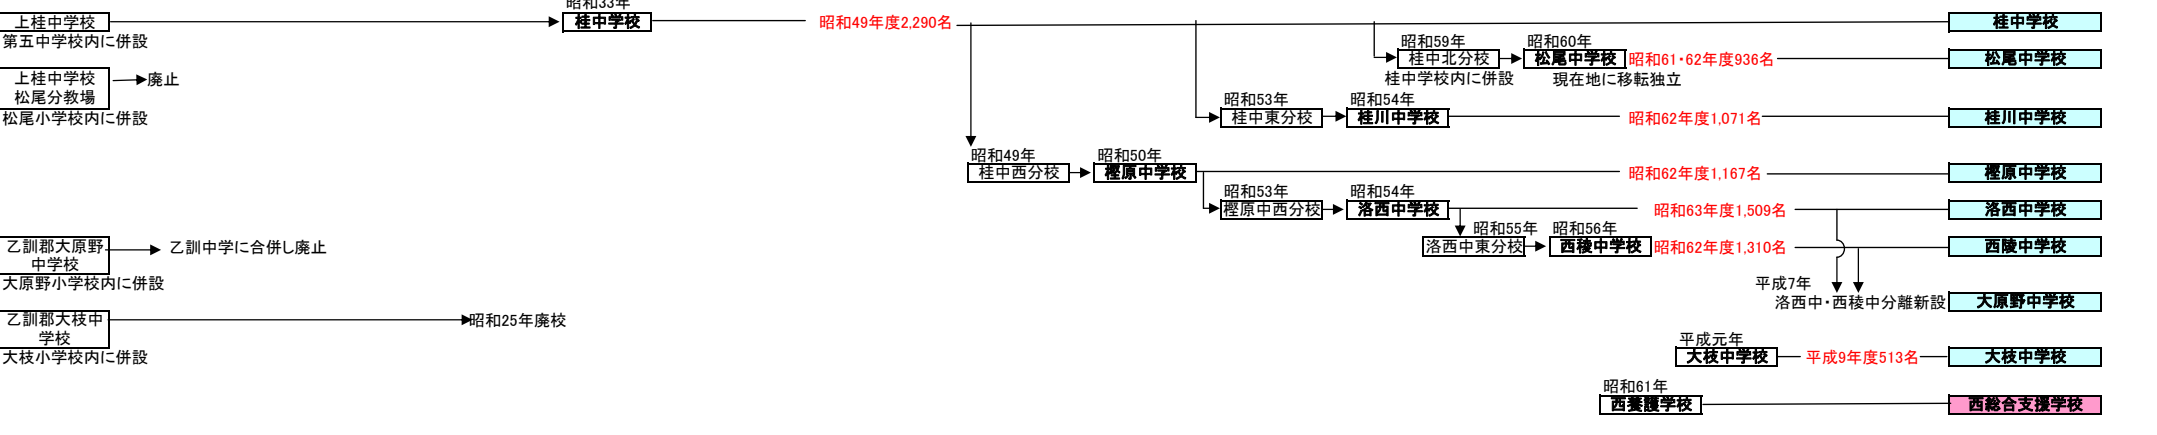 昭和33年
上桂中学校
桂中学校
昭和49年度2,290名
桂中学校
第五中学校内に併設
昭和59年
昭和60年
桂中北分校
松尾中学校
昭和61・62年度936名
松尾中学校
桂中学校内に併設
現在地に移転独立
上桂中学校
松尾分教場
廃止
松尾小学校内に併設
昭和53年
昭和54年
桂中東分校
桂川中学校
昭和62年度1,071名
桂川中学校
昭和49年
昭和50年
桂中西分校
樫原中学校
昭和62年度1,167名
樫原中学校
昭和53年
昭和54年
樫原中西分校
洛西中学校
昭和63年度1,509名
洛西中学校
昭和55年
昭和56年
洛西中東分校
西稜中学校
昭和62年度1,310名
西陵中学校
乙訓郡大原野
中学校
乙訓中学に合併し廃止
大原野小学校内に併設
平成7年
洛西中・西稜中分離新設
大原野中学校
乙訓郡大枝中
学校
昭和25年廃校
大枝小学校内に併設
平成元年
大枝中学校
平成9年度513名
大枝中学校
昭和61年
西養護学校
西総合支援学校